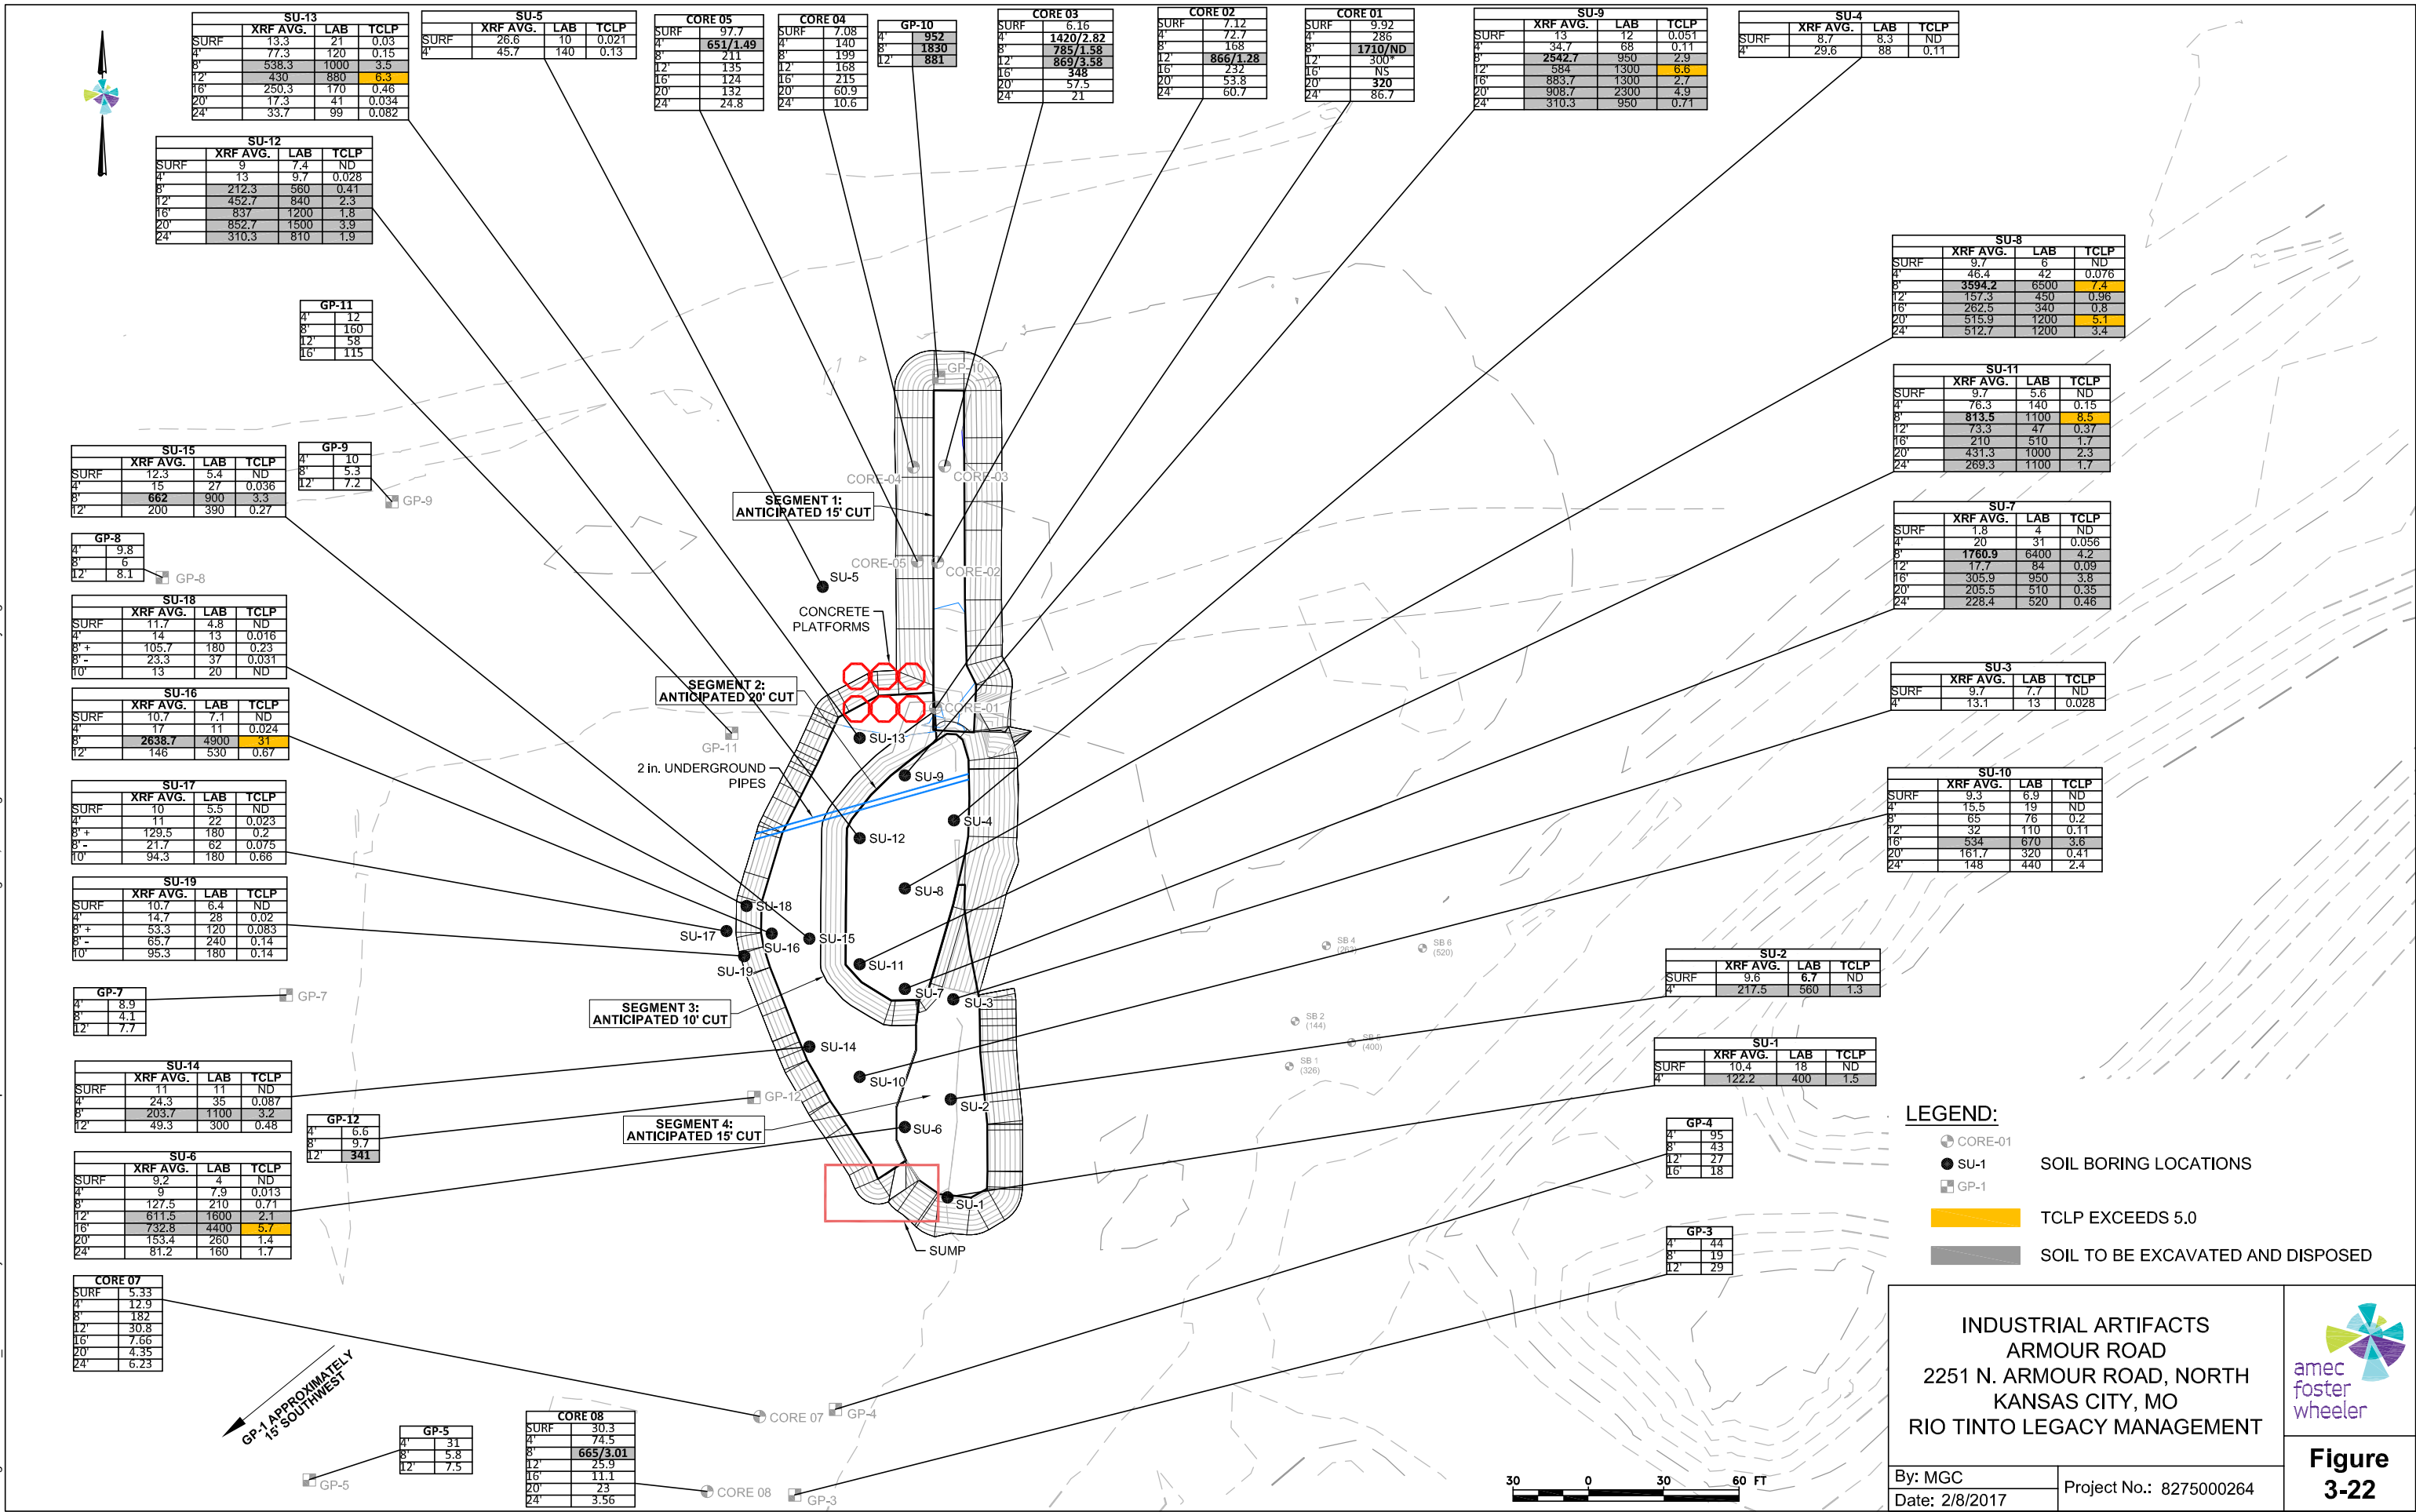 SU-13
XRF AVG. LAB TCLP
SURF 13.3 21 0.03
4' 77.3 120 0.15
8' 538.3 1000 3.5
12' 430 880 6.3
16' 250.3 170 0.46
20' 17.3 41 0.034
24' 33.7 99 0.082
SU-5
XRF AVG. LAB TCLP
SURF 26.6 10 0.021
4' 45.7 140 0.13
CORE 05
SURF 97.7
4' 651/1.49
8' 211
12' 135
16' 124
20' 132
24' 24.8
CORE 04
SURF 7.08
4' 140
8' 199
12' 168
16' 215
20' 60.9
24' 10.6
GP-10
4' 952
8' 1830
12' 881
CORE 03
SURF 6.16
4' 1420/2.82
8' 785/1.58
12' 869/3.58
16' 348
20' 57.5
24' 21
CORE 02
SURF 7.12
4' 72.7
8' 168
12' 866/1.28
16' 232
20' 53.8
24' 60.7
CORE 01
SURF 9.92
4' 286
8' 1710/ND
12' 300*
16' NS
20' 320
24' 86.7
SU-9
XRF AVG. LAB TCLP
SURF 13 12 0.051
4' 34.7 68 0.11
8' 2542.7 950 2.9
12' 584 1300 6.6
16' 883.7 1300 2.7
20' 908.7 2300 4.9
24' 310.3 950 0.71
SU-4
XRF AVG. LAB TCLP
SURF 8.7 8.3 ND
4' 29.6 88 0.11
SU-12
XRF AVG. LAB TCLP
SURF 9 7.4 ND
4' 13 9.7 0.028
8' 212.3 560 0.41
12' 452.7 840 2.3
16' 837 1200 1.8
20' 852.7 1500 3.9
24' 310.3 810 1.9
SU-8
XRF AVG. LAB TCLP
SURF 9.7 6 ND
4' 46.4 42 0.076
8' 3594.2 6500 7.4
12' 157.3 450 0.96
16' 262.5 340 0.8
20' 515.9 1200 5.1
24' 512.7 1200 3.4
GP-11
4' 12
8' 160
12' 58
16' 115
SU-11
XRF AVG. LAB TCLP
SURF 9.7 5.6 ND
4' 76.3 140 0.15
8' 813.5 1100 8.5
12' 73.3 47 0.37
16' 210 510 1.7
20' 431.3 1000 2.3
24' 269.3 1100 1.7
SU-15
XRF AVG. LAB TCLP
SURF 12.3 5.4 ND
4' 15 27 0.036
8' 662 900 3.3
12' 200 390 0.27
GP-9
4' 10
8' 5.3
12' 7.2
SU-7
XRF AVG. LAB TCLP
SURF 1.8 4 ND
4' 20 31 0.056
8' 1760.9 6400 4.2
12' 17.7 84 0.09
16' 305.9 950 3.8
20' 205.5 510 0.35
24' 228.4 520 0.46
GP-8
4' 9.8
8' 6
12' 8.1
SU-18
XRF AVG. LAB TCLP
SURF 11.7 4.8 ND
4' 14 13 0.016
8' + 105.7 180 0.23
8' - 23.3 37 0.031
10' 13 20 ND
SU-3
XRF AVG. LAB TCLP
SURF 9.7 7.7 ND
4' 13.1 13 0.028
SU-16
XRF AVG. LAB TCLP
SURF 10.7 7.1 ND
4' 17 11 0.024
8' 2638.7 4900 31
12' 146 530 0.67
SU-10
XRF AVG. LAB TCLP
SURF 9.3 6.9 ND
4' 15.5 19 ND
8' 65 76 0.2
12' 32 110 0.11
16' 534 670 3.6
20' 161.7 320 0.41
24' 148 440 2.4
SU-17
XRF AVG. LAB TCLP
SURF 10 5.5 ND
4' 11 22 0.023
8' + 129.5 180 0.2
8' - 21.7 62 0.075
10' 94.3 180 0.66
SU-19
XRF AVG. LAB TCLP
SURF 10.7 6.4 ND
4' 14.7 28 0.02
8' + 53.3 120 0.083
8' - 65.7 240 0.14
10' 95.3 180 0.14
SU-2
XRF AVG. LAB TCLP
SURF 9.6 6.7 ND
4' 217.5 560 1.3
GP-7
4' 8.9
8' 4.1
12' 7.7
SU-1
XRF AVG. LAB TCLP
SURF 10.4 18 ND
4' 122.2 400 1.5
SU-14
XRF AVG. LAB TCLP
SURF 11 11 ND
4' 24.3 35 0.087
8' 203.7 1100 3.2
12' 49.3 300 0.48
GP-12
4' 6.6
8' 9.7
12' 341
GP-4
4' 95
8' 43
12' 27
16' 18
SU-6
XRF AVG. LAB TCLP
SURF 9.2 4 ND
4' 9 7.9 0.013
8' 127.5 210 0.71
12' 611.5 1600 2.1
16' 732.8 4400 5.7
20' 153.4 260 1.4
24' 81.2 160 1.7
GP-3
4' 44
8' 19
12' 29
CORE 07
SURF 5.33
4' 12.9
8' 182
12' 30.8
16' 7.66
20' 4.35
24' 6.23
GP-5
4' 31
8' 5.8
12' 7.5
CORE 08
SURF 30.3
4' 74.5
8' 665/3.01
12' 25.9
16' 11.1
20' 23
24' 3.56
GP-10
CORE-04
CORE-03
GP-9
SEGMENT 1:
ANTICIPATED 15' CUT
CORE-05
CORE-02
GP-8
SU-5
CONCRETE
PLATFORMS
SEGMENT 2:
ANTICIPATED 20' CUT
CORE-01
GP-11
SU-13
2 in. UNDERGROUND
PIPES
SU-9
SU-4
SU-12
SU-8
SU-18
SU-17
SU-16
SU-15
SU-19
SU-11
SU-7
SU-3
GP-7
SB 4
SB 6
(520)
SEGMENT 3:
ANTICIPATED 10' CUT
SB 2
(144)
(400)
SU-14
SB 1
(326)
SU-10
GP-12
SU-2
SEGMENT 4:
ANTICIPATED 15' CUT
SU-6
SU-1
SUMP
GP-1 APPROXIMATELY
15' SOUTHWEST
CORE 07
GP-4
GP-5
CORE 08
GP-3
30 0 30 60 FT
LEGEND:
CORE-01
SU-1 SOIL BORING LOCATIONS
GP-1
TCLP EXCEEDS 5.0
SOIL TO BE EXCAVATED AND DISPOSED
INDUSTRIAL ARTIFACTS
ARMOUR ROAD
2251 N. ARMOUR ROAD, NORTH
KANSAS CITY, MO
RIO TINTO LEGACY MANAGEMENT
amec
foster
wheeler
By: MGC
Date: 2/8/2017
Project No.: 8275000264
Figure
3-22